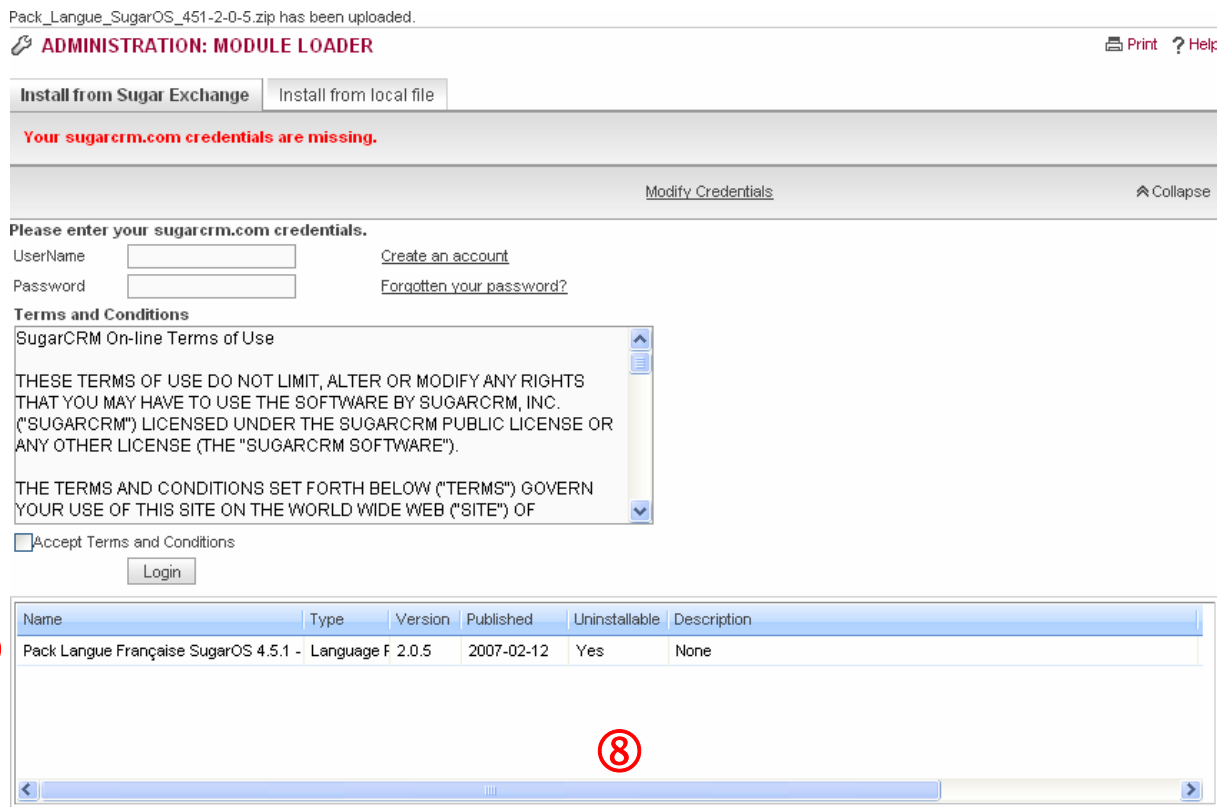 Pack_Langue_SugarOS_451-2-0-5.zip has been uploaded.
ADMINISTRATION: MODULE LOADER Print ? Help
Install from Sugar Exchange Install from local file
Your sugarcrm.com credentials are missing.
Modify Credentials Collapse
Please enter your sugarcrm.com credentials.
UserName Create an account
Password Forgotten your password?
Terms and Conditions
SugarCRM On-line Terms of Use
THESE TERMS OF USE DO NOT LIMIT, ALTER OR MODIFY ANY RIGHTS
THAT YOU MAY HAVE TO USE THE SOFTWARE BY SUGARCRM, INC.
("SUGARCRM") LICENSED UNDER THE SUGARCRM PUBLIC LICENSE OR
ANY OTHER LICENSE (THE "SUGARCRM SOFTWARE").
THE TERMS AND CONDITIONS SET FORTH BELOW ("TERMS") GOVERN
YOUR USE OF THIS SITE ON THE WORLD WIDE WEB ("SITE") OF
Accept Terms and Conditions
Login
Name Type Version Published Uninstallable Description
Pack Langue Française SugarOS 4.5.1 - Language 2.0.5 2007-02-12 Yes None
⑧